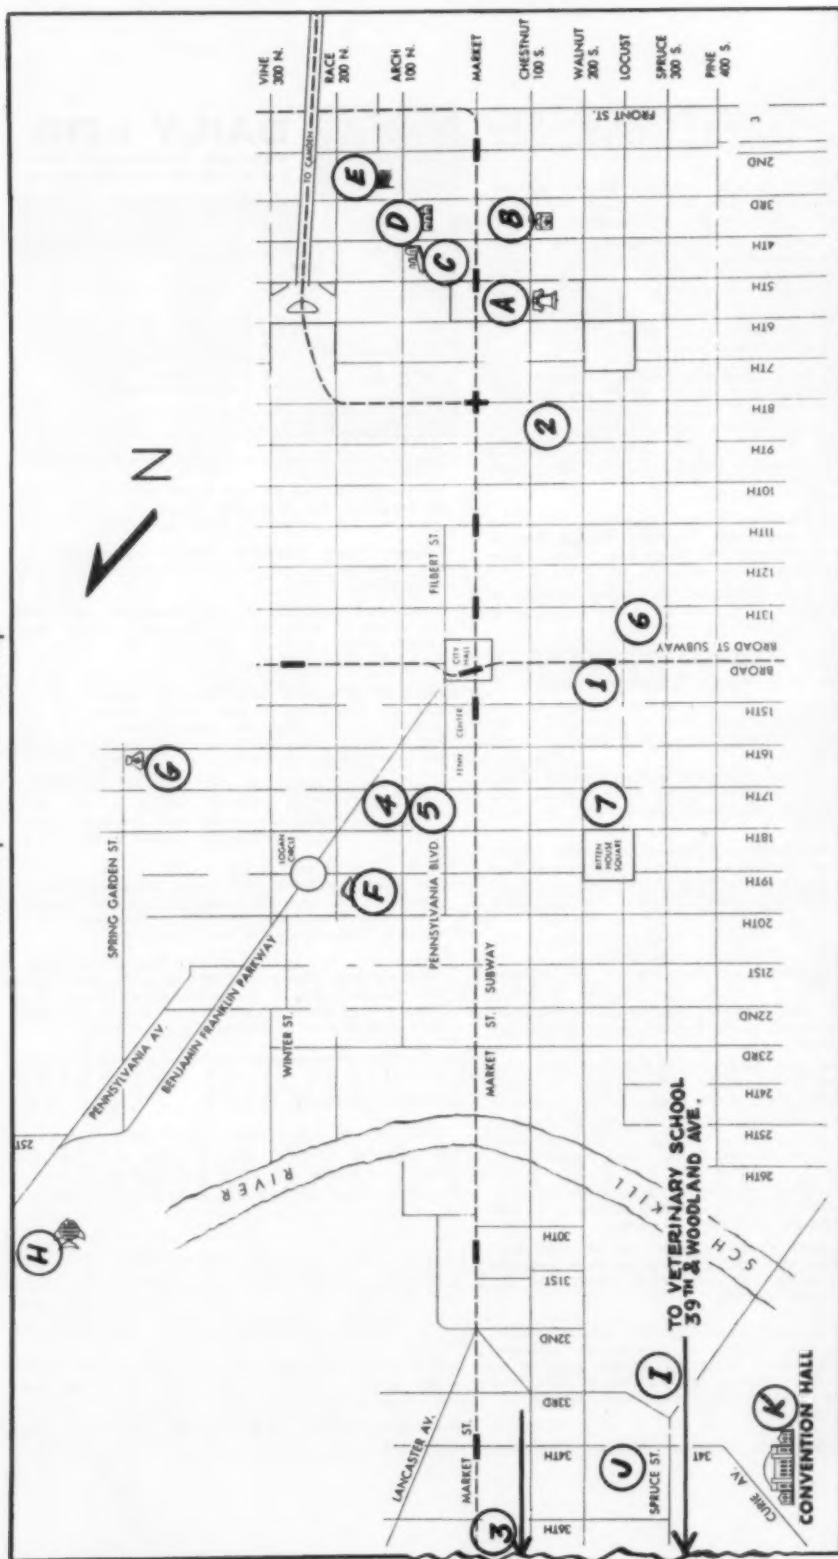 VINE
300 N.
RACE
200 N.
ARCH
100 N.
MARKET
CHESTNUT
100 S.
WALNUT
200 S.
LOCUST
SPRUCE
300 S.
PINE
400 S.
TO CAMDEN
FRONT ST.
2ND
3RD
4TH
5TH
6TH
7TH
8TH
9TH
10TH
11TH
12TH
13TH
BROAD ST SUBWAY
BROAD
15TH
16TH
17TH
18TH
19TH
20TH
21ST
22ND
23RD
24TH
25TH
26TH
E
D
C
B
A
2
N
FILBERT ST.
CITY
HALL
6
1
PENN CENTER
G
4
5
7
RITTEN
HOUSE
SQUARE
LOGAN
CIRCLE
F
SPRING GARDEN ST.
PENNSYLVANIA BLVD
BENJAMIN FRANKLIN PARKWAY
PENNSYLVANIA AV.
WINTER ST.
MARKET ST. SUBWAY
25T
RIVER
SCH KILL
H
30TH
31ST
32ND
33RD
34TH
36TH
TO VETERINARY SCHOOL
39TH & WOODLAND AVE.
LANCASTER AV.
MARKET ST.
3
I
J
SPRUCE ST.
34T
CURIE AV.
K
CONVENTION HALL